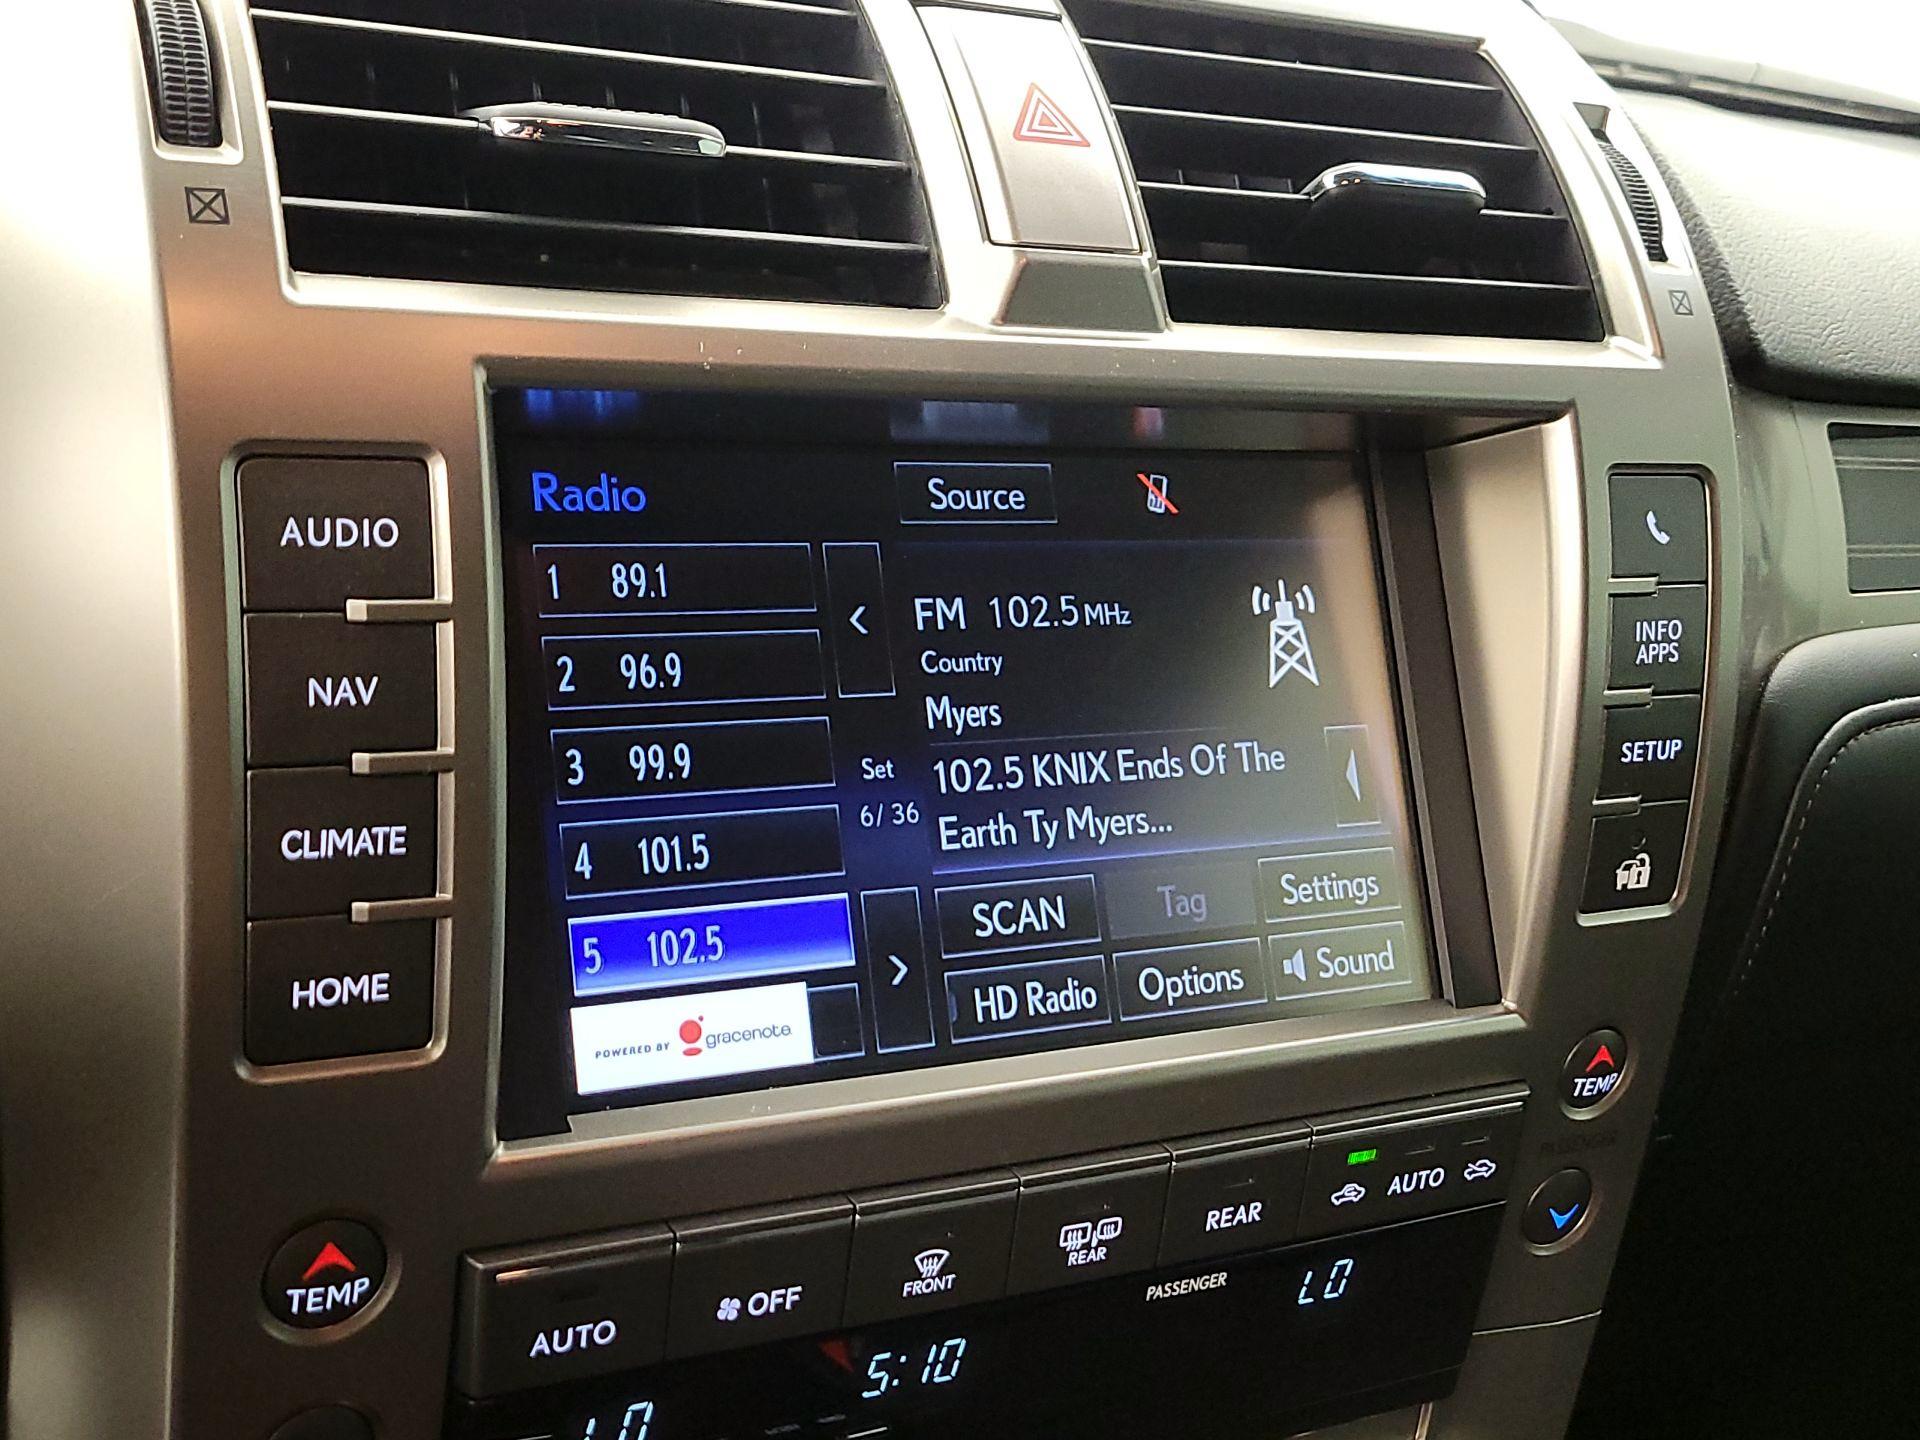 AUDIO
NAV
CLIMATE
HOME
Radio
Source
1 89.1
2 96.9
3 99.9
4 101.5
5 102.5
<
Set
6/ 36
>
FM 102.5 MHz
Country
Myers
102.5 KNIX Ends Of The
Earth Ty Myers...
SCAN
Tag
Settings
HD Radio
Options
Sound
POWERED BY gracenote
INFO
APPS
SETUP
TEMP
PASSENGER
TEMP
AUTO
OFF
FRONT
REAR
REAR
AUTO
PASSENGER
LO
5:10
LO